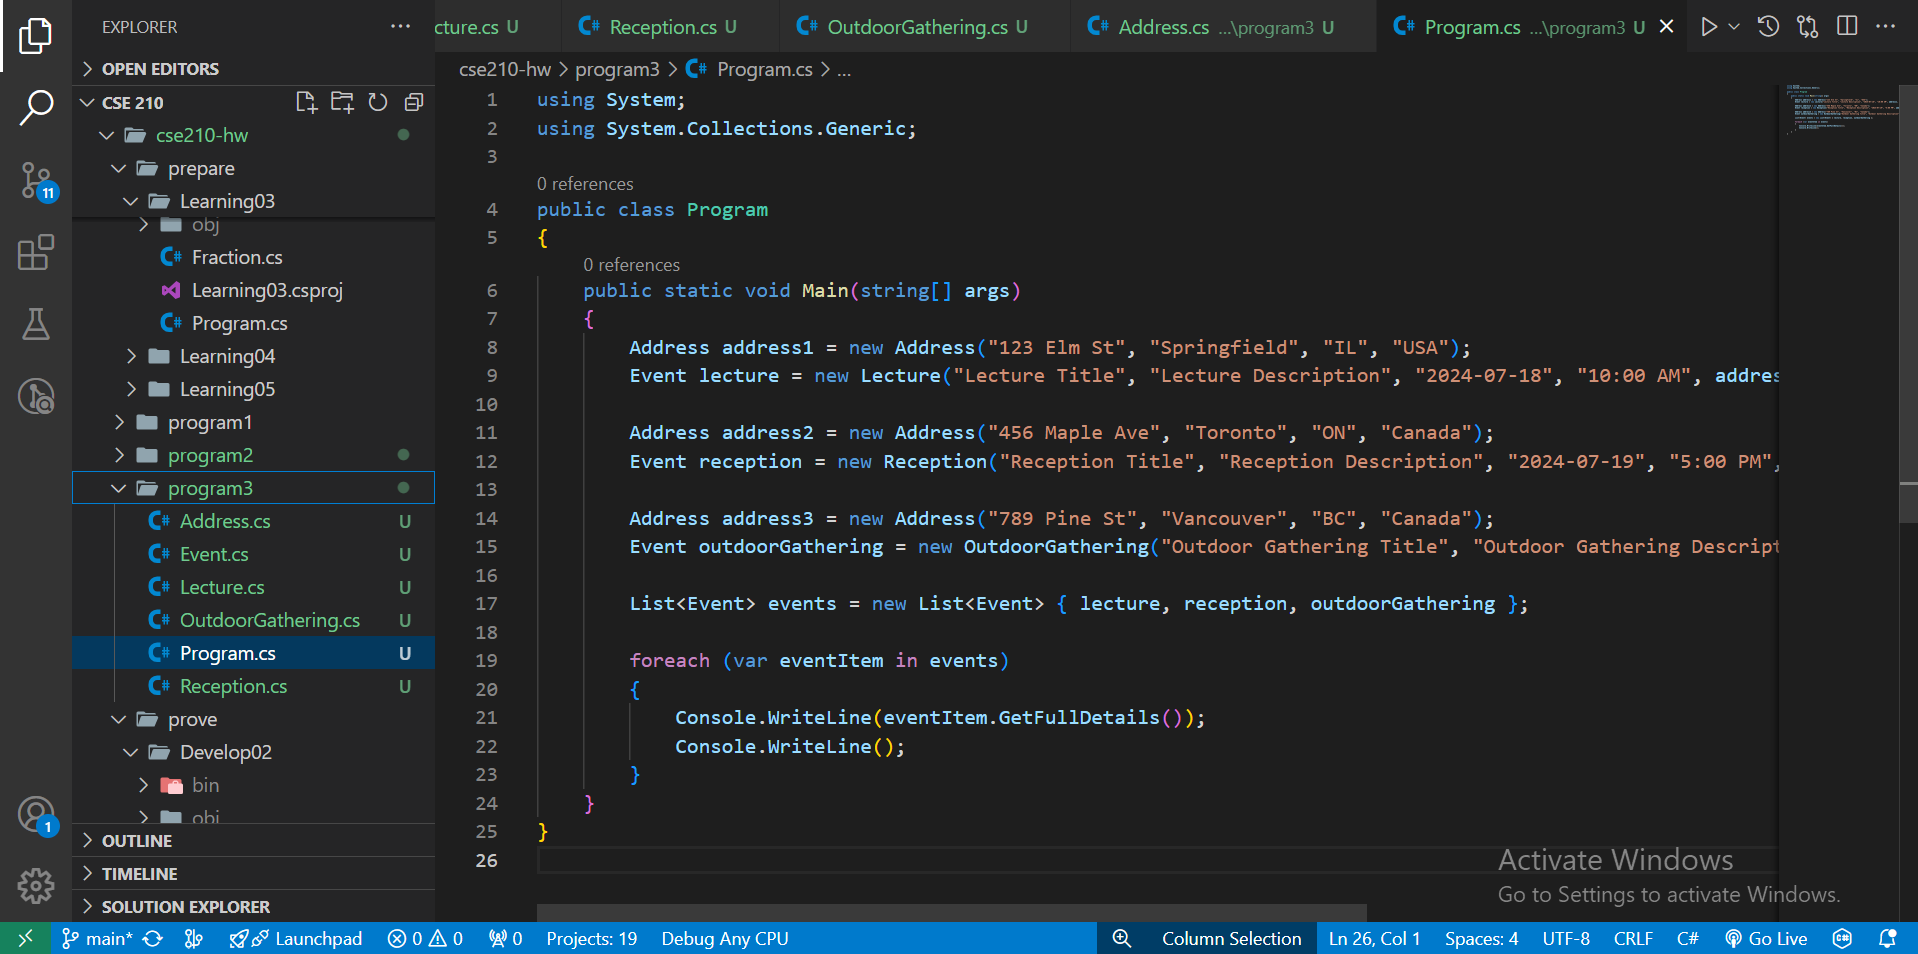 EXPLORER
OPEN EDITORS
CSE 210
cse210-hw
prepare
Learning03
obj
Fraction.cs
Learning03.csproj
Program.cs
Learning04
Learning05
program1
program2
program3
Address.cs U
Event.cs U
Lecture.cs U
OutdoorGathering.cs U
Program.cs U
Reception.cs U
prove
Develop02
bin
obj
OUTLINE
TIMELINE
SOLUTION EXPLORER
11
1
cture.cs U
Reception.cs U
OutdoorGathering.cs U
Address.cs ...\program3 U
Program.cs ...\program3 U
cse210-hw > program3 > Program.cs > ...
1 using System;
2 using System.Collections.Generic;
3
0 references
4 public class Program
5 {
0 references
6 public static void Main(string[] args)
7 {
8 Address address1 = new Address("123 Elm St", "Springfield", "IL", "USA");
9 Event lecture = new Lecture("Lecture Title", "Lecture Description", "2024-07-18", "10:00 AM", addres
10
11 Address address2 = new Address("456 Maple Ave", "Toronto", "ON", "Canada");
12 Event reception = new Reception("Reception Title", "Reception Description", "2024-07-19", "5:00 PM",
13
14 Address address3 = new Address("789 Pine St", "Vancouver", "BC", "Canada");
15 Event outdoorGathering = new OutdoorGathering("Outdoor Gathering Title", "Outdoor Gathering Descript
16
17 List<Event> events = new List<Event> { lecture, reception, outdoorGathering };
18
19 foreach (var eventItem in events)
20 {
21 Console.WriteLine(eventItem.GetFullDetails());
22 Console.WriteLine();
23 }
24 }
25 }
26
Activate Windows
Go to Settings to activate Windows.
main* Launchpad 0 0 0 Projects: 19 Debug Any CPU Column Selection Ln 26, Col 1 Spaces: 4 UTF-8 CRLF C# Go Live